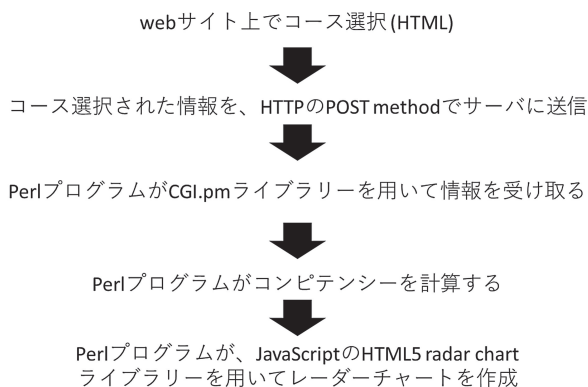 webサイト上でコース選択(HTML)
コース選択された情報を、HTTPのPOST methodでサーバに送信
PerlプログラムがCGI.pmライブラリーを用いて情報を受け取る
Perlプログラムがコンピテンシーを計算する
Perlプログラムが、JavaScriptのHTML5 radar chart
ライブラリーを用いてレーダーチャートを作成